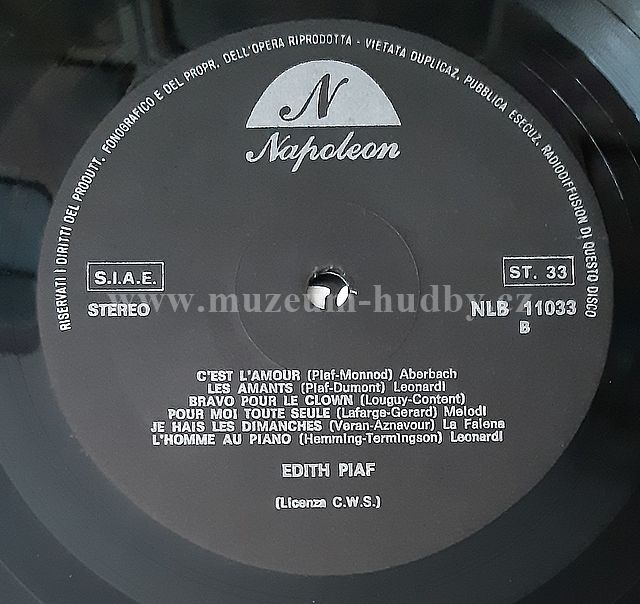 RISERVATI I DIRITTI DEL PRODUTT. FONOGRAFICO E DEL PROPR. DELL'OPERA RIPRODOTTA - VIETATA DUPLICAZ. PUBBLICA ESECUZ. RADIODIFFUSION DI QUESTO DISCO
N
Napoleon
S.I.A.E.
ST. 33
STEREO
NLB 11033
B
www.muzeum-hudby.cz
C'EST L'AMOUR (Piaf-Monnod) Aberbach
LES AMANTS (Piaf-Dumont) Leonardi
BRAVO POUR LE CLOWN (Louguy-Content)
POUR MOI TOUTE SEULE (Lafarge-Gerard) Melodi
JE HAIS LES DIMANCHES (Veran-Aznavour) La Falena
L'HOMME AU PIANO (Hemming-Termingson) Leonardi
EDITH PIAF
(Licenza C.W.S.)